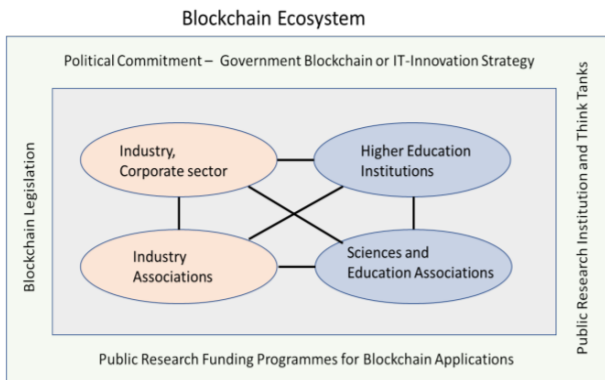 Blockchain Ecosystem
Political Commitment – Government Blockchain or IT-Innovation Strategy
Blockchain Legislation
Industry,
Corporate sector
Higher Education
Institutions
Industry
Associations
Sciences and
Education Associations
Public Research Institution and Think Tanks
Public Research Funding Programmes for Blockchain Applications